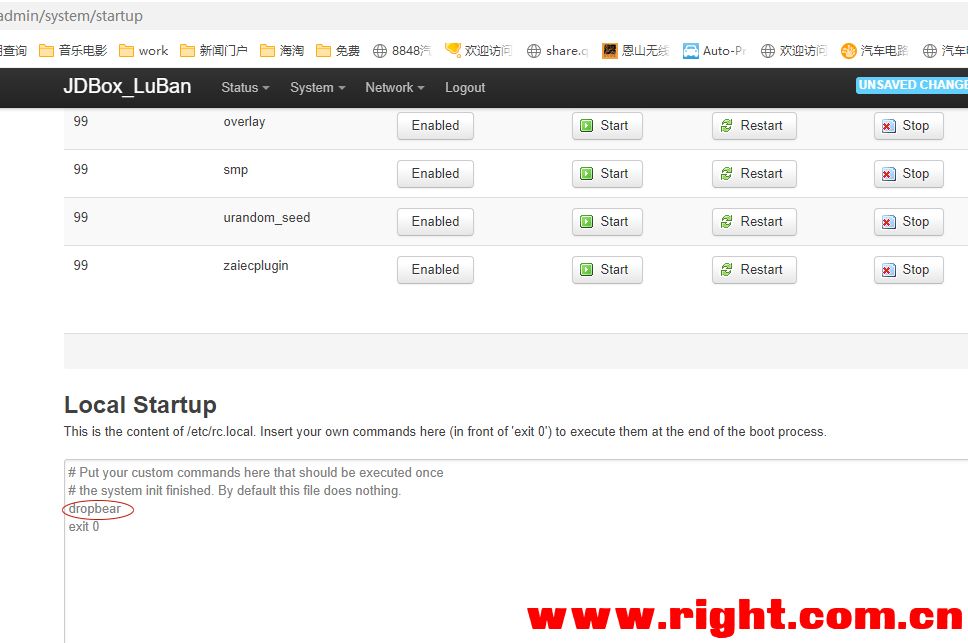 admin/system/startup
查询 音乐电影 work 新闻门户 海淘 免费 8848汽 欢迎访问 share.q 恩山无线 Auto-Pr 欢迎访问 汽车电路 汽车
JDBox_LuBan Status System Network Logout UNSAVED CHANGE
99 overlay Enabled Start Restart Stop
99 smp Enabled Start Restart Stop
99 urandom_seed Enabled Start Restart Stop
99 zaiecplugin Enabled Start Restart Stop
Local Startup
This is the content of /etc/rc.local. Insert your own commands here (in front of 'exit 0') to execute them at the end of the boot process.
# Put your custom commands here that should be executed once
# the system init finished. By default this file does nothing.
dropbear
exit 0
www.right.com.cn